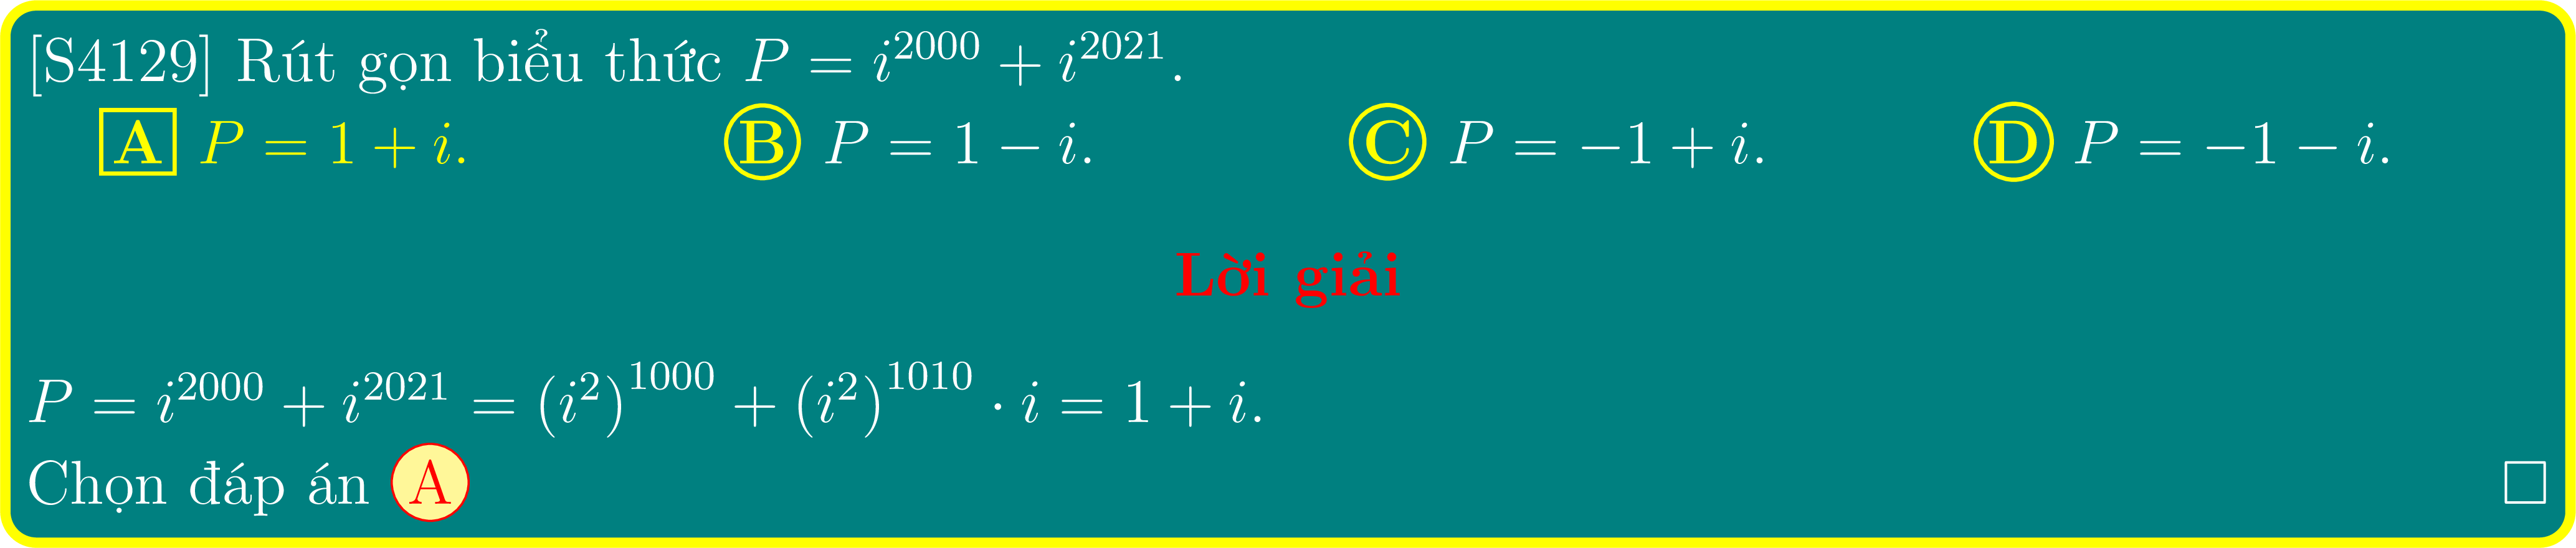 [S4129] Rút gọn biểu thức $P = i^{2000} + i^{2021}$.
A $P = 1 + i.$ B $P = 1 - i.$ C $P = -1 + i.$ D $P = -1 - i.$
Lời giải
$P = i^{2000} + i^{2021} = (i^2)^{1000} + (i^2)^{1010} \cdot i = 1 + i.$
Chọn đáp án A □